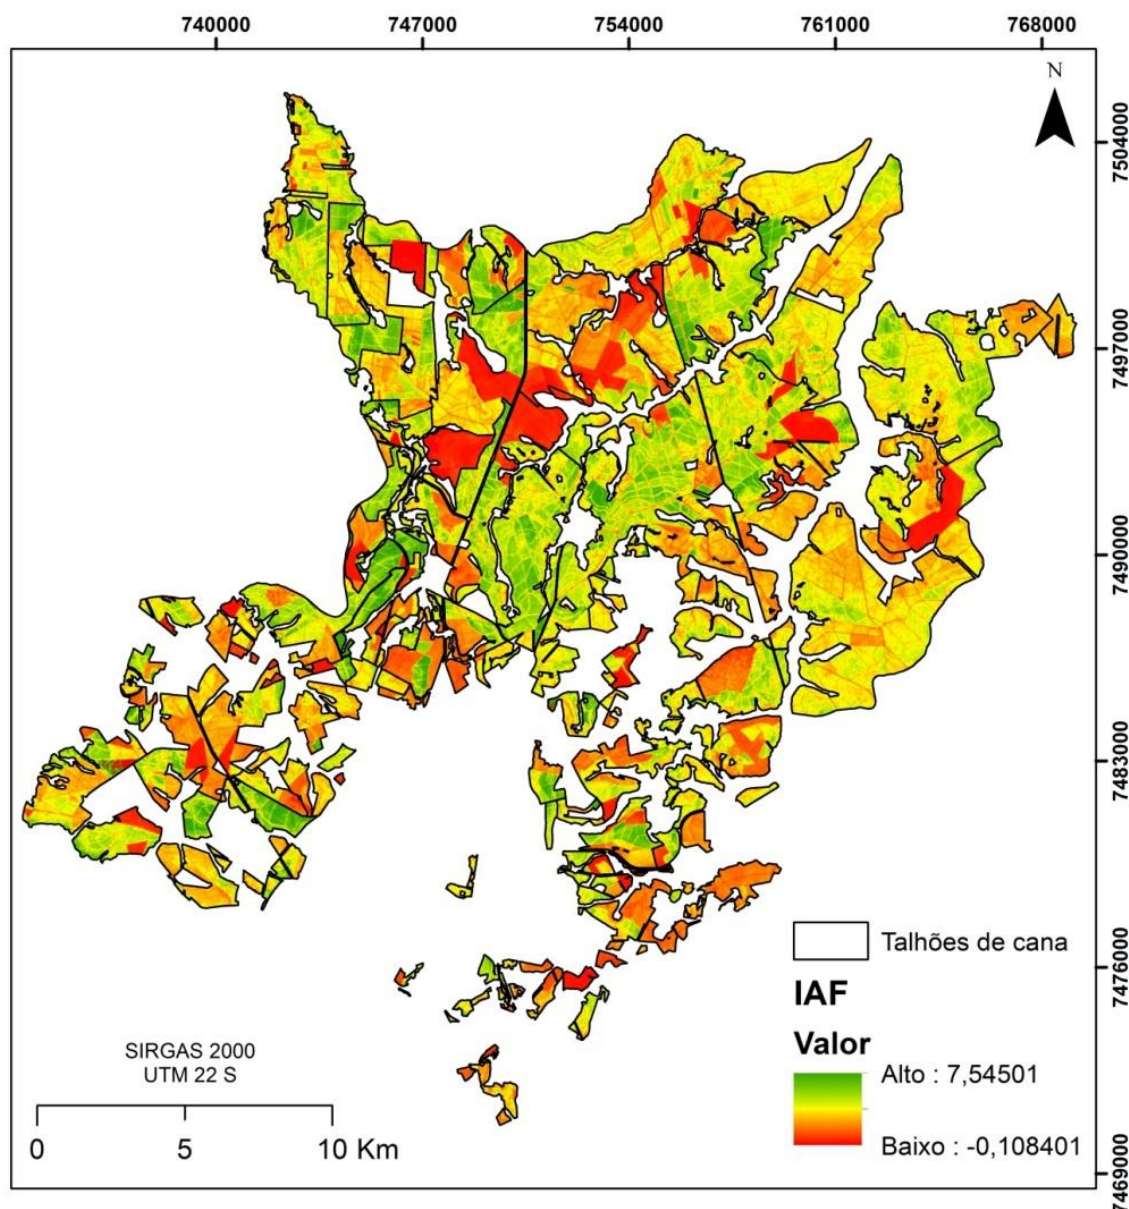 740000 747000 754000 761000 768000
N
7504000
7497000
7490000
7483000
7476000
7469000
Talhões de cana
IAF
Valor
Alto : 7,54501
Baixo : -0,108401
SIRGAS 2000
UTM 22 S
0 5 10 Km